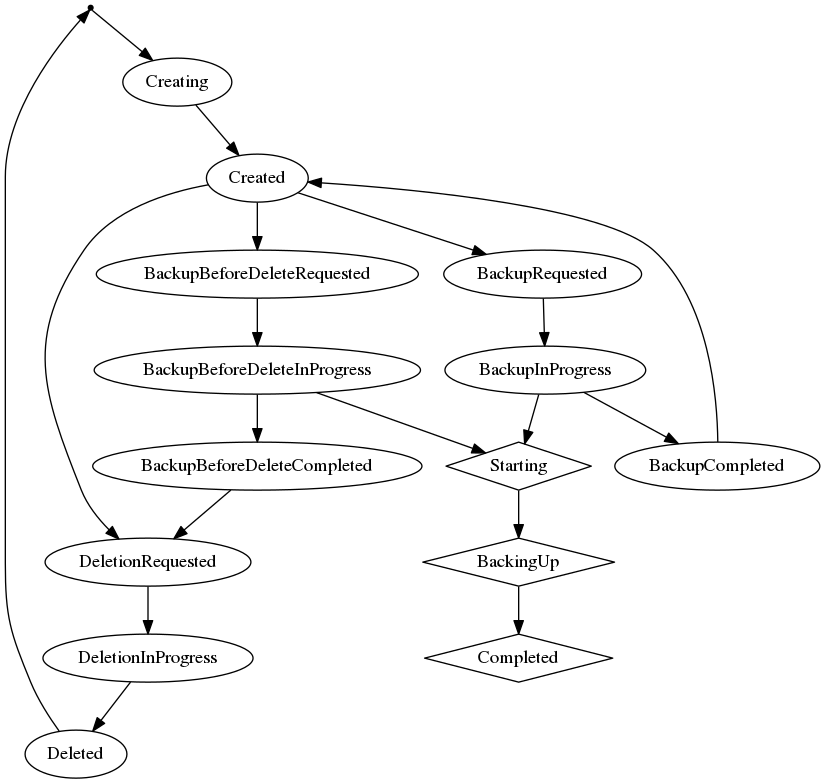 Creating
Created
BackupBeforeDeleteRequested
BackupRequested
BackupBeforeDeleteInProgress
BackupInProgress
BackupBeforeDeleteCompleted
Starting
BackupCompleted
DeletionRequested
BackingUp
DeletionInProgress
Completed
Deleted